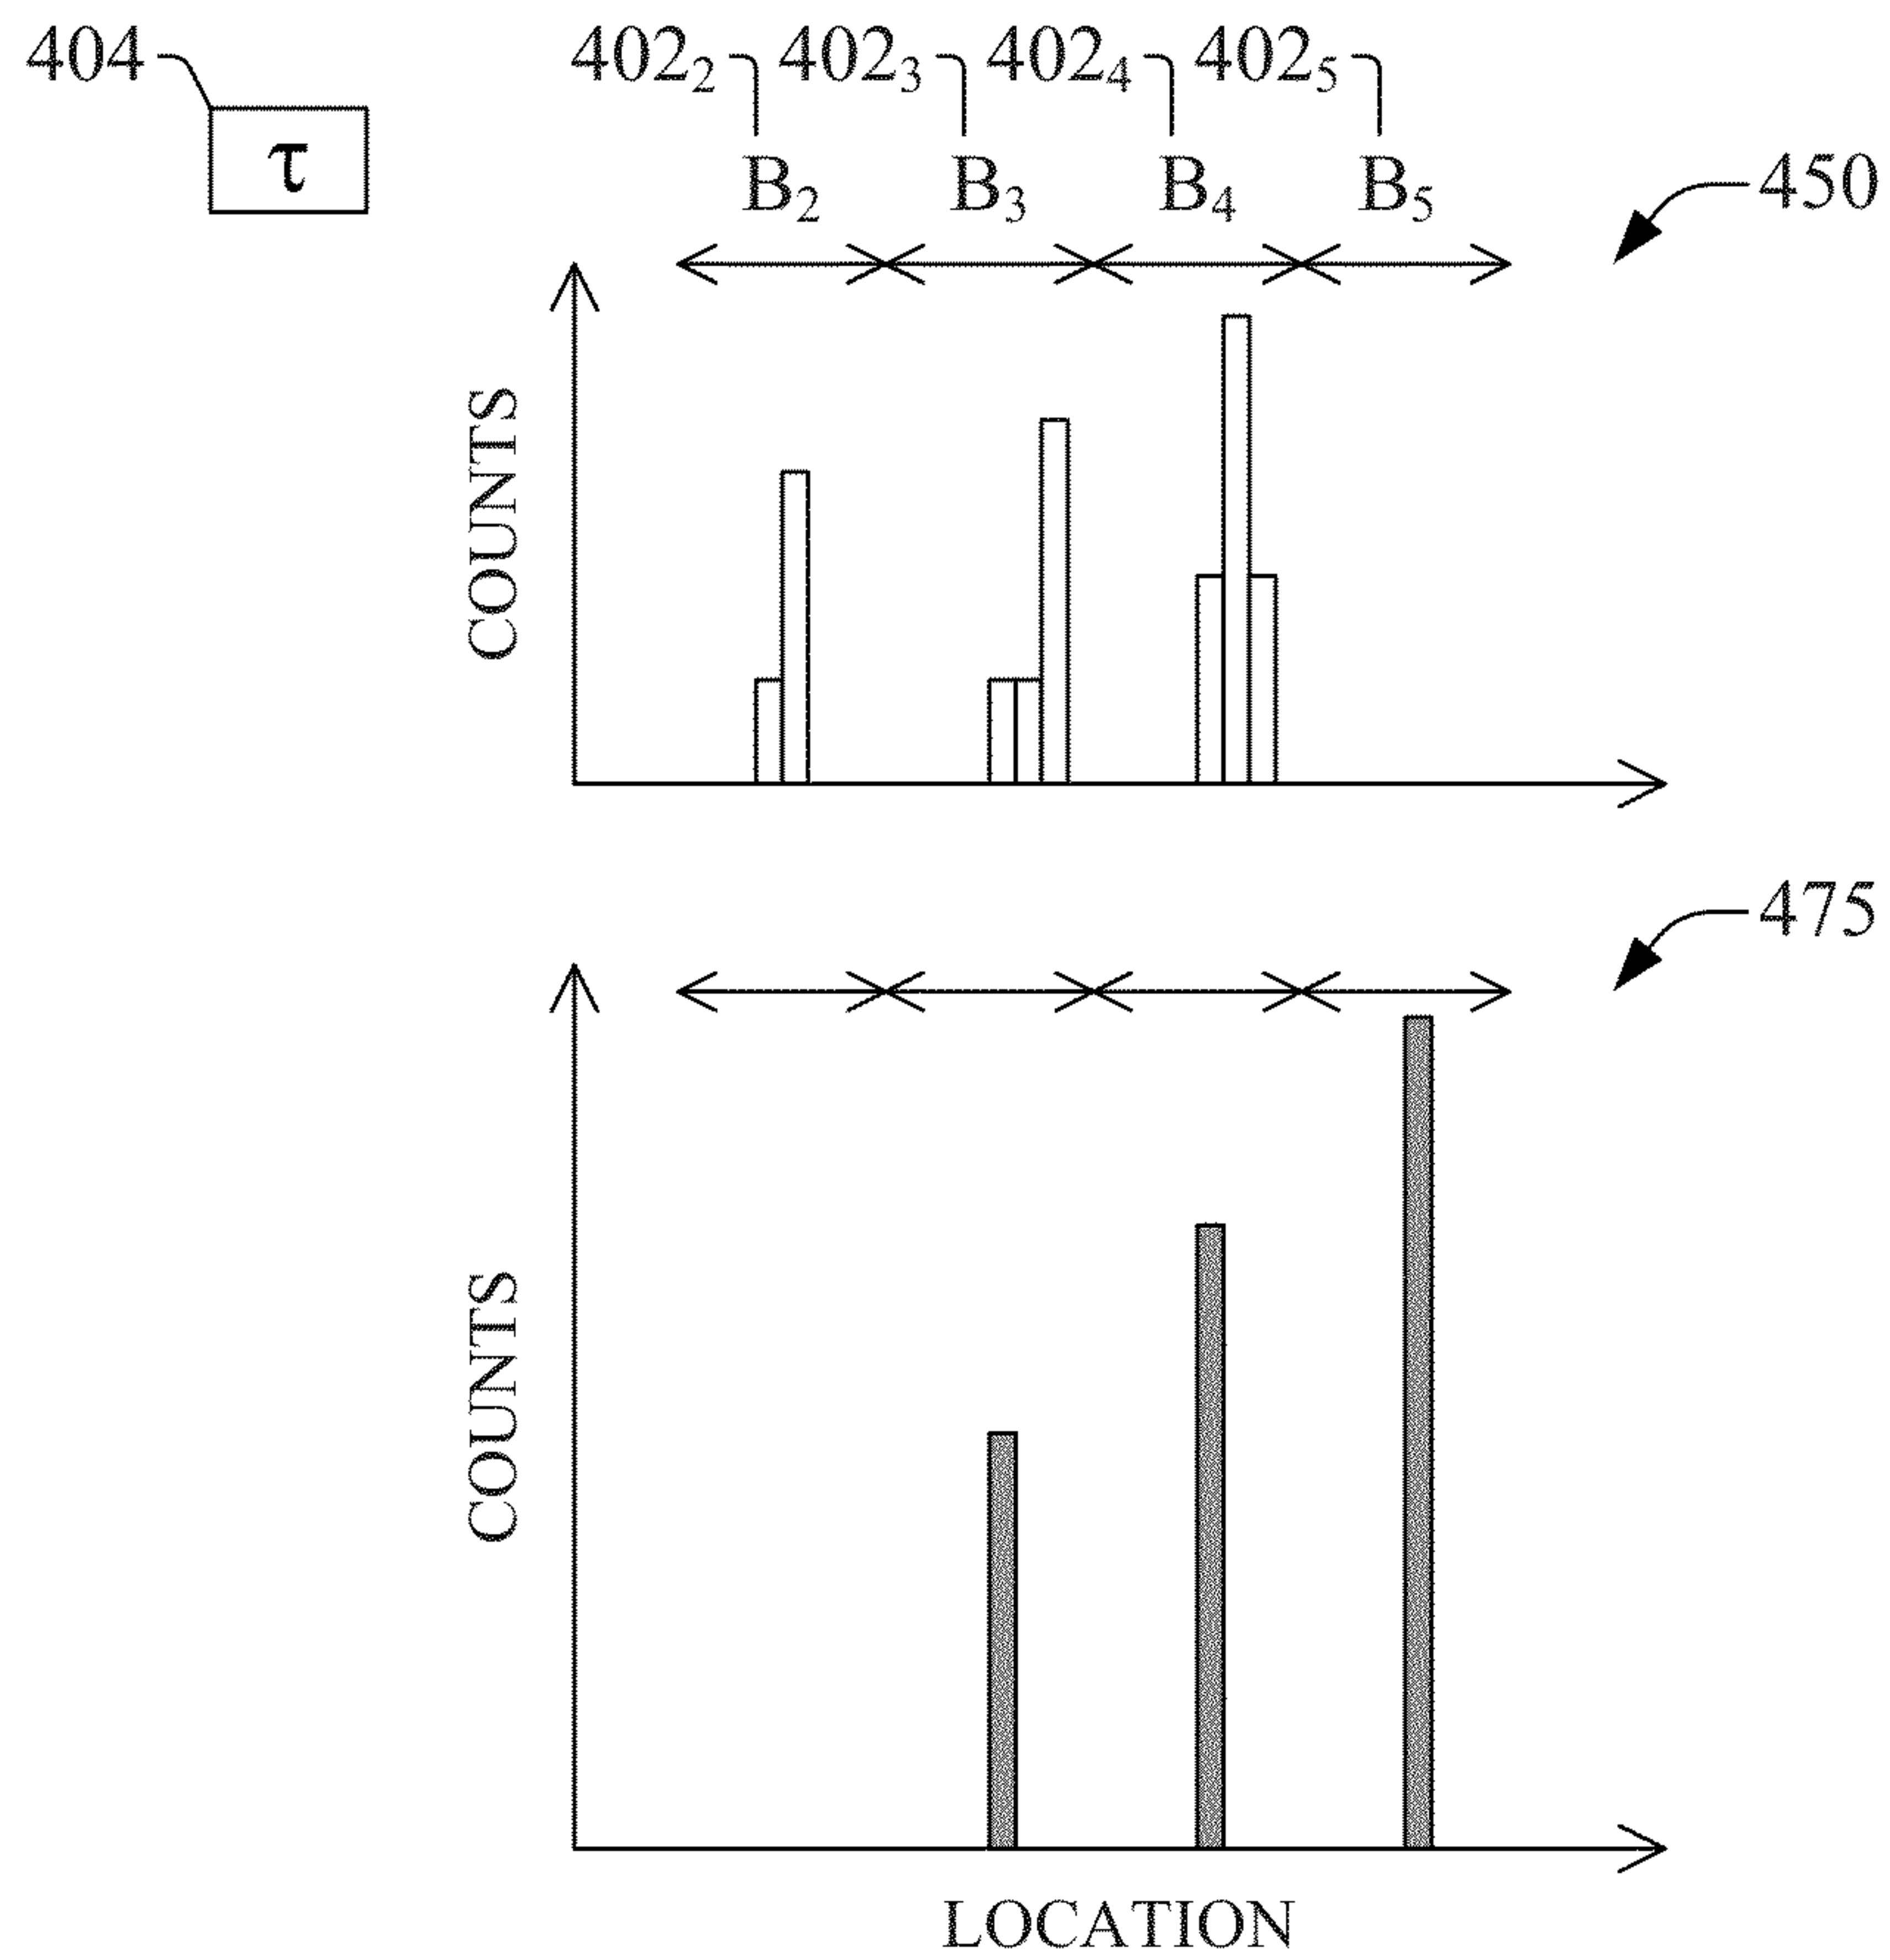 404 402₂ 402₃ 402₄ 402₅
τ B₂ B₃ B₄ B₅ 450
COUNTS
475
COUNTS
LOCATION